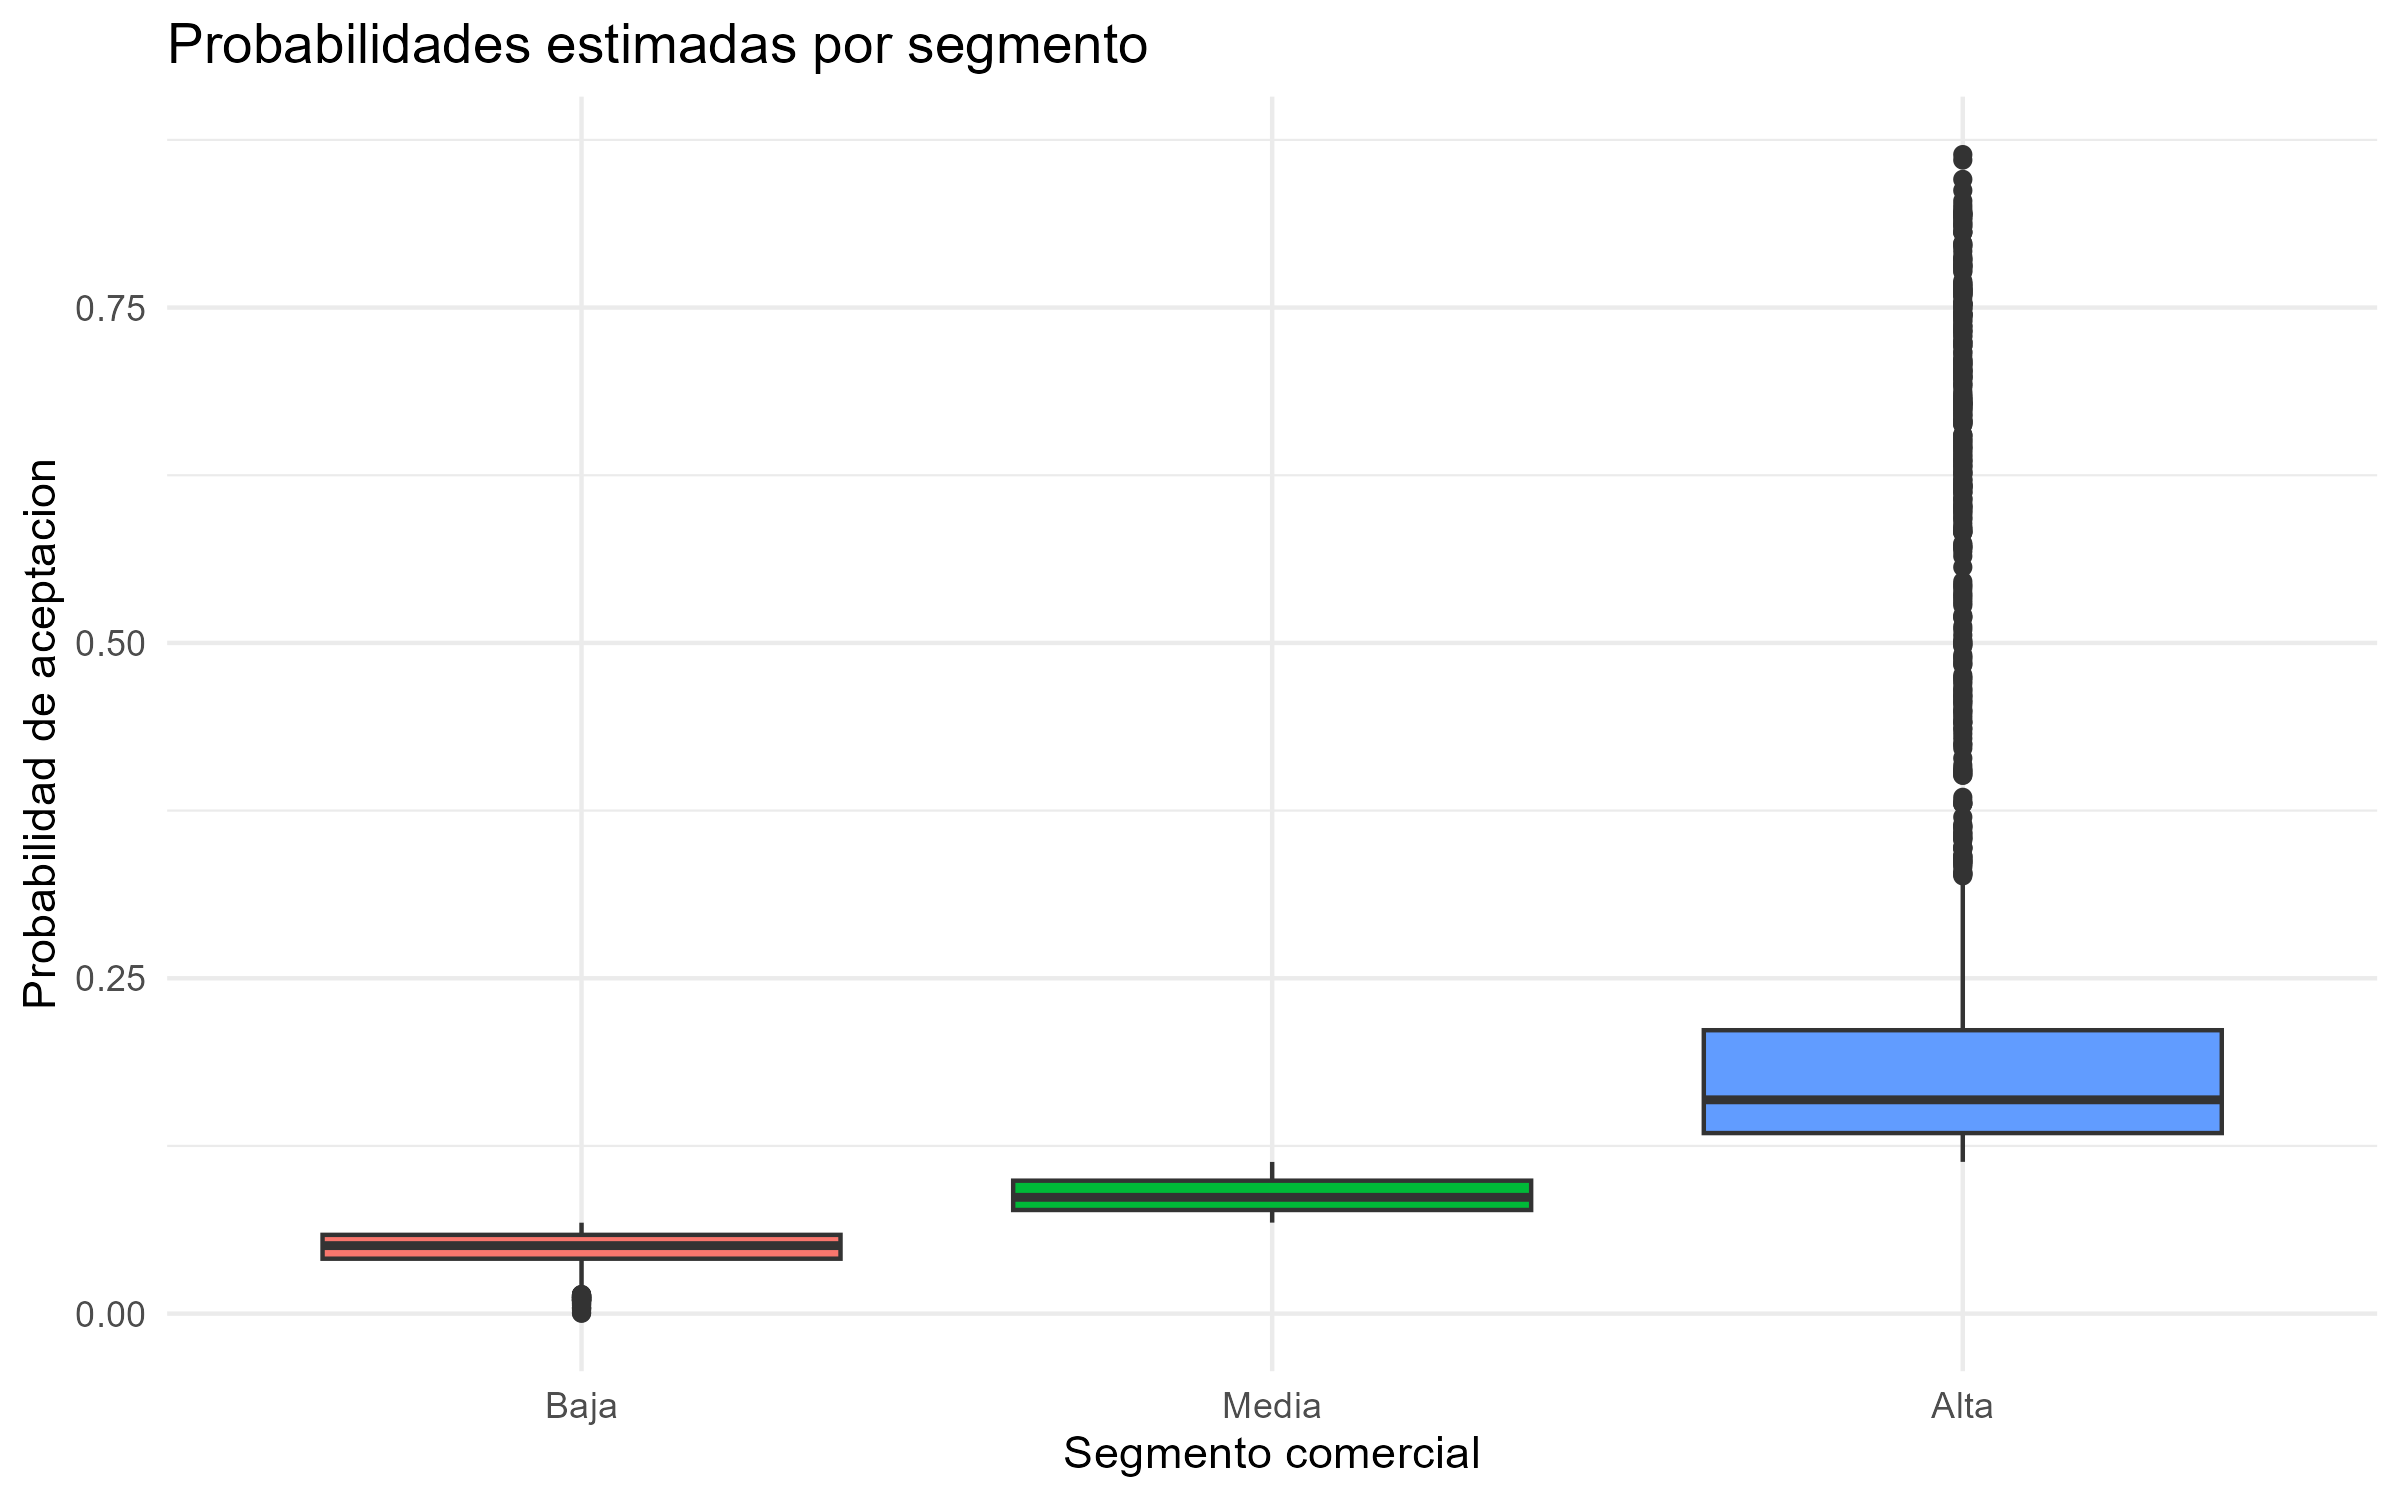 Probabilidades estimadas por segmento
Probabilidad de aceptacion
0.75
0.50
0.25
0.00
Baja
Media
Alta
Segmento comercial